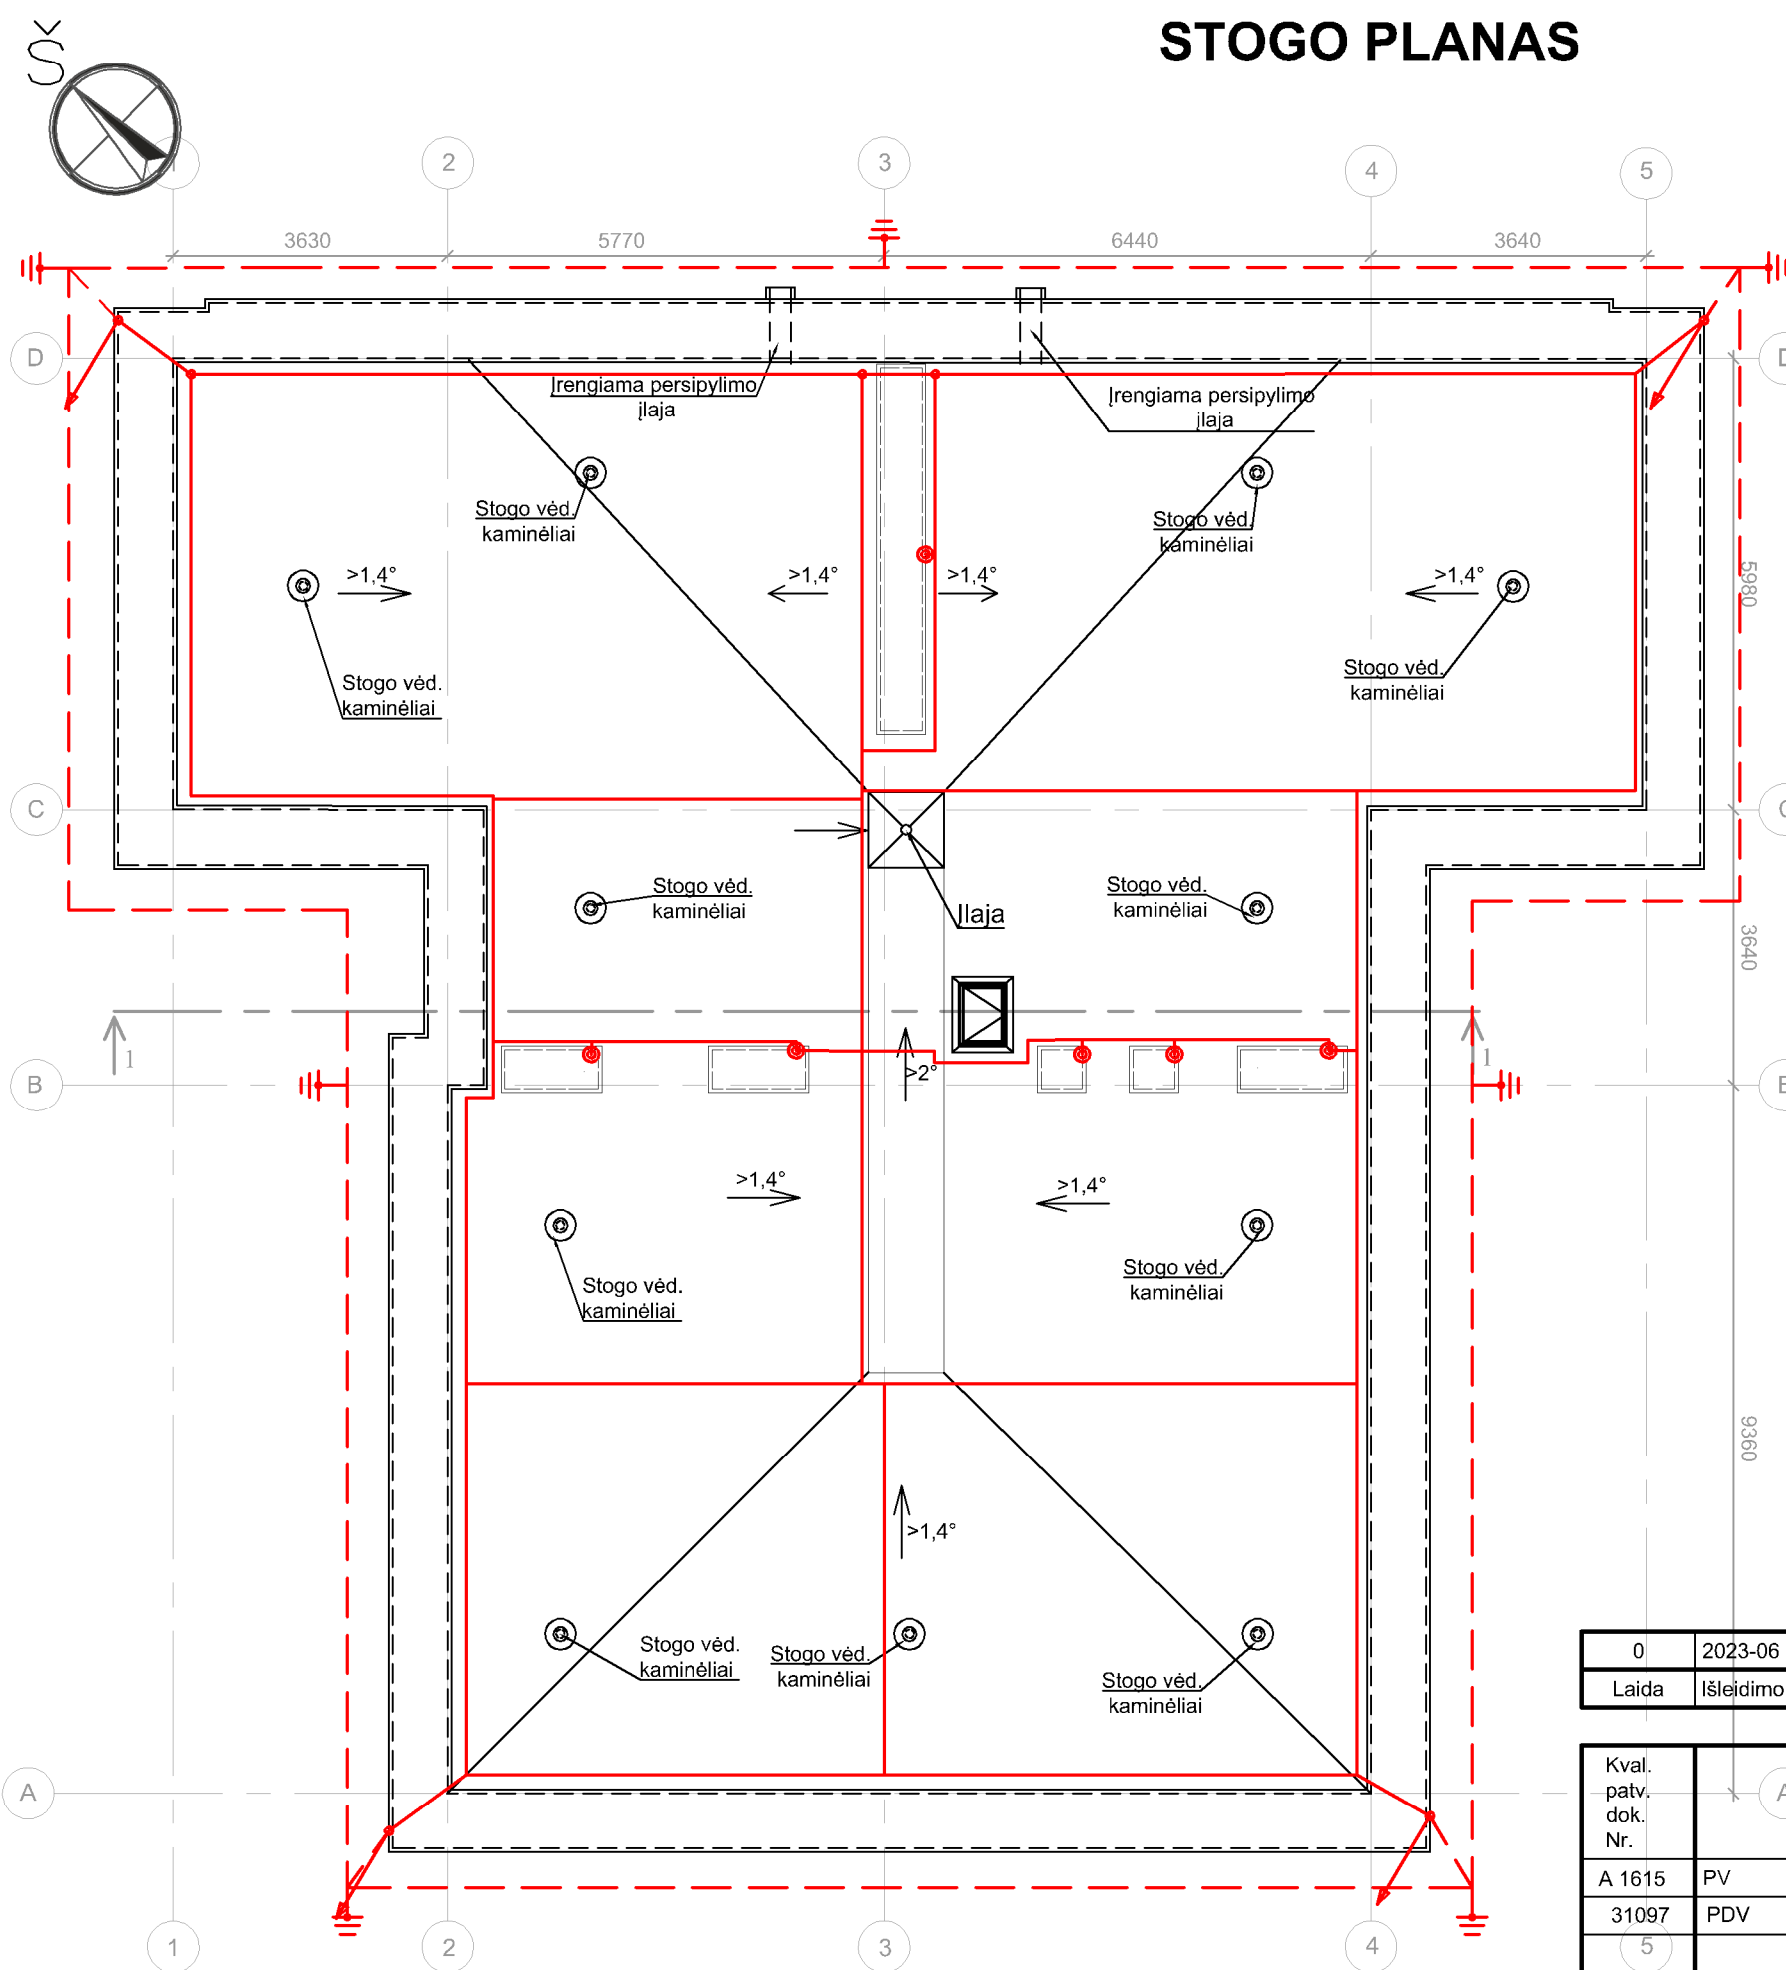 STOGO PLANAS
Š
1
2
3
4
5
3630
5770
6440
3640
D
D
Įrengiama persipylimo
įlaja
Įrengiama persipylimo
įlaja
Stogo vėd.
kaminėliai
Stogo vėd.
kaminėliai
>1,4°
>1,4°
>1,4°
>1,4°
5980
Stogo vėd.
kaminėliai
Stogo vėd.
kaminėliai
C
C
Stogo vėd.
kaminėliai
Stogo vėd.
kaminėliai
Įlaja
3640
1
1
B
B
>2°
>1,4°
>1,4°
Stogo vėd.
kaminėliai
Stogo vėd.
kaminėliai
9360
>1,4°
Stogo vėd.
kaminėliai
Stogo vėd.
kaminėliai
Stogo vėd.
kaminėliai
0
2023-06
Laida
Išleidimo
A
A
Kval.
patv.
dok.
Nr.
A 1615
PV
31097
PDV
1
2
3
4
5